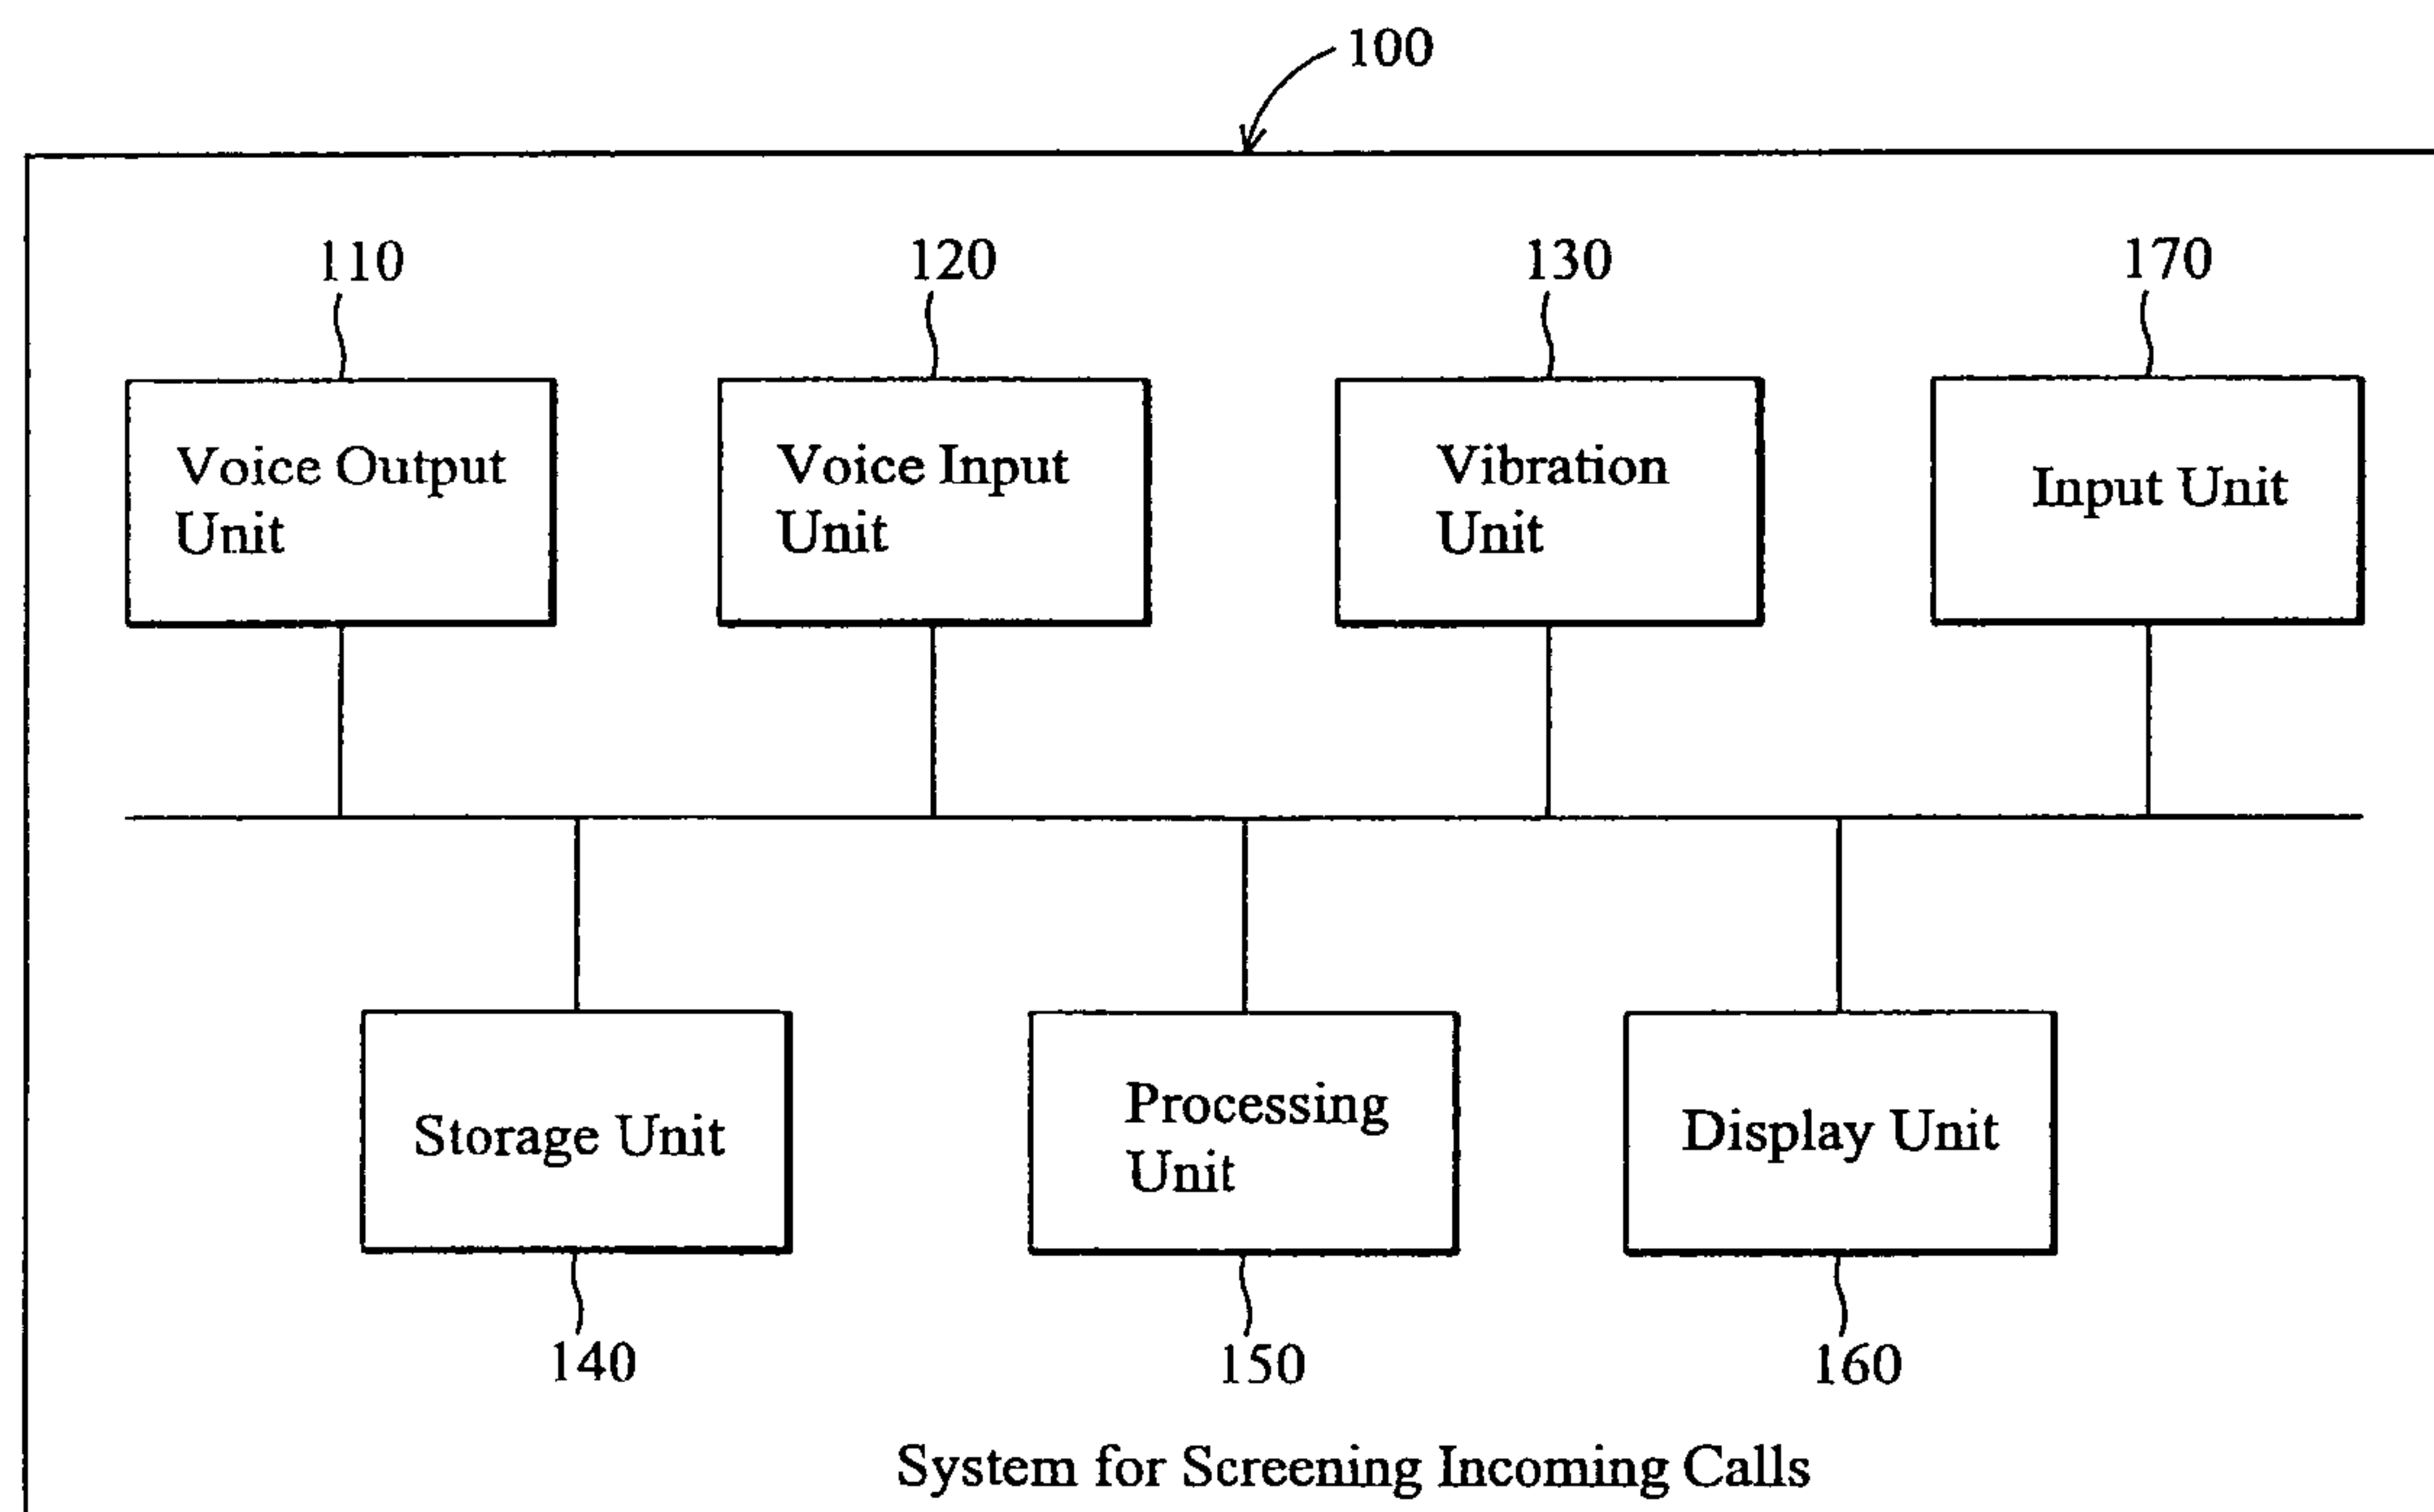 100
110
120
130
170
Voice Output
Unit
Voice Input
Unit
Vibration
Unit
Input Unit
Storage Unit
Processing
Unit
Display Unit
140
150
160
System for Screening Incoming Calls